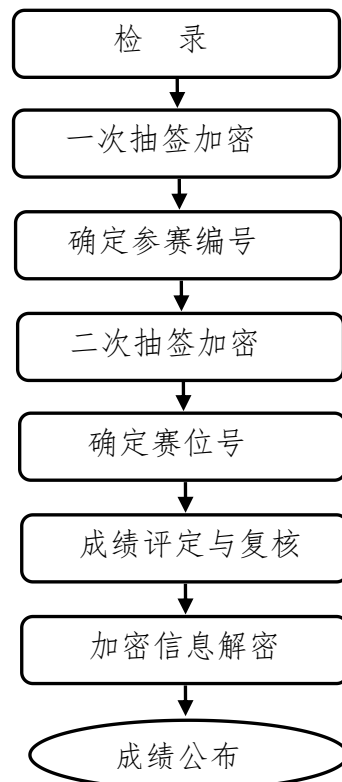 检 录
一次抽签加密
确定参赛编号
二次抽签加密
确定赛位号
成绩评定与复核
加密信息解密
成绩公布